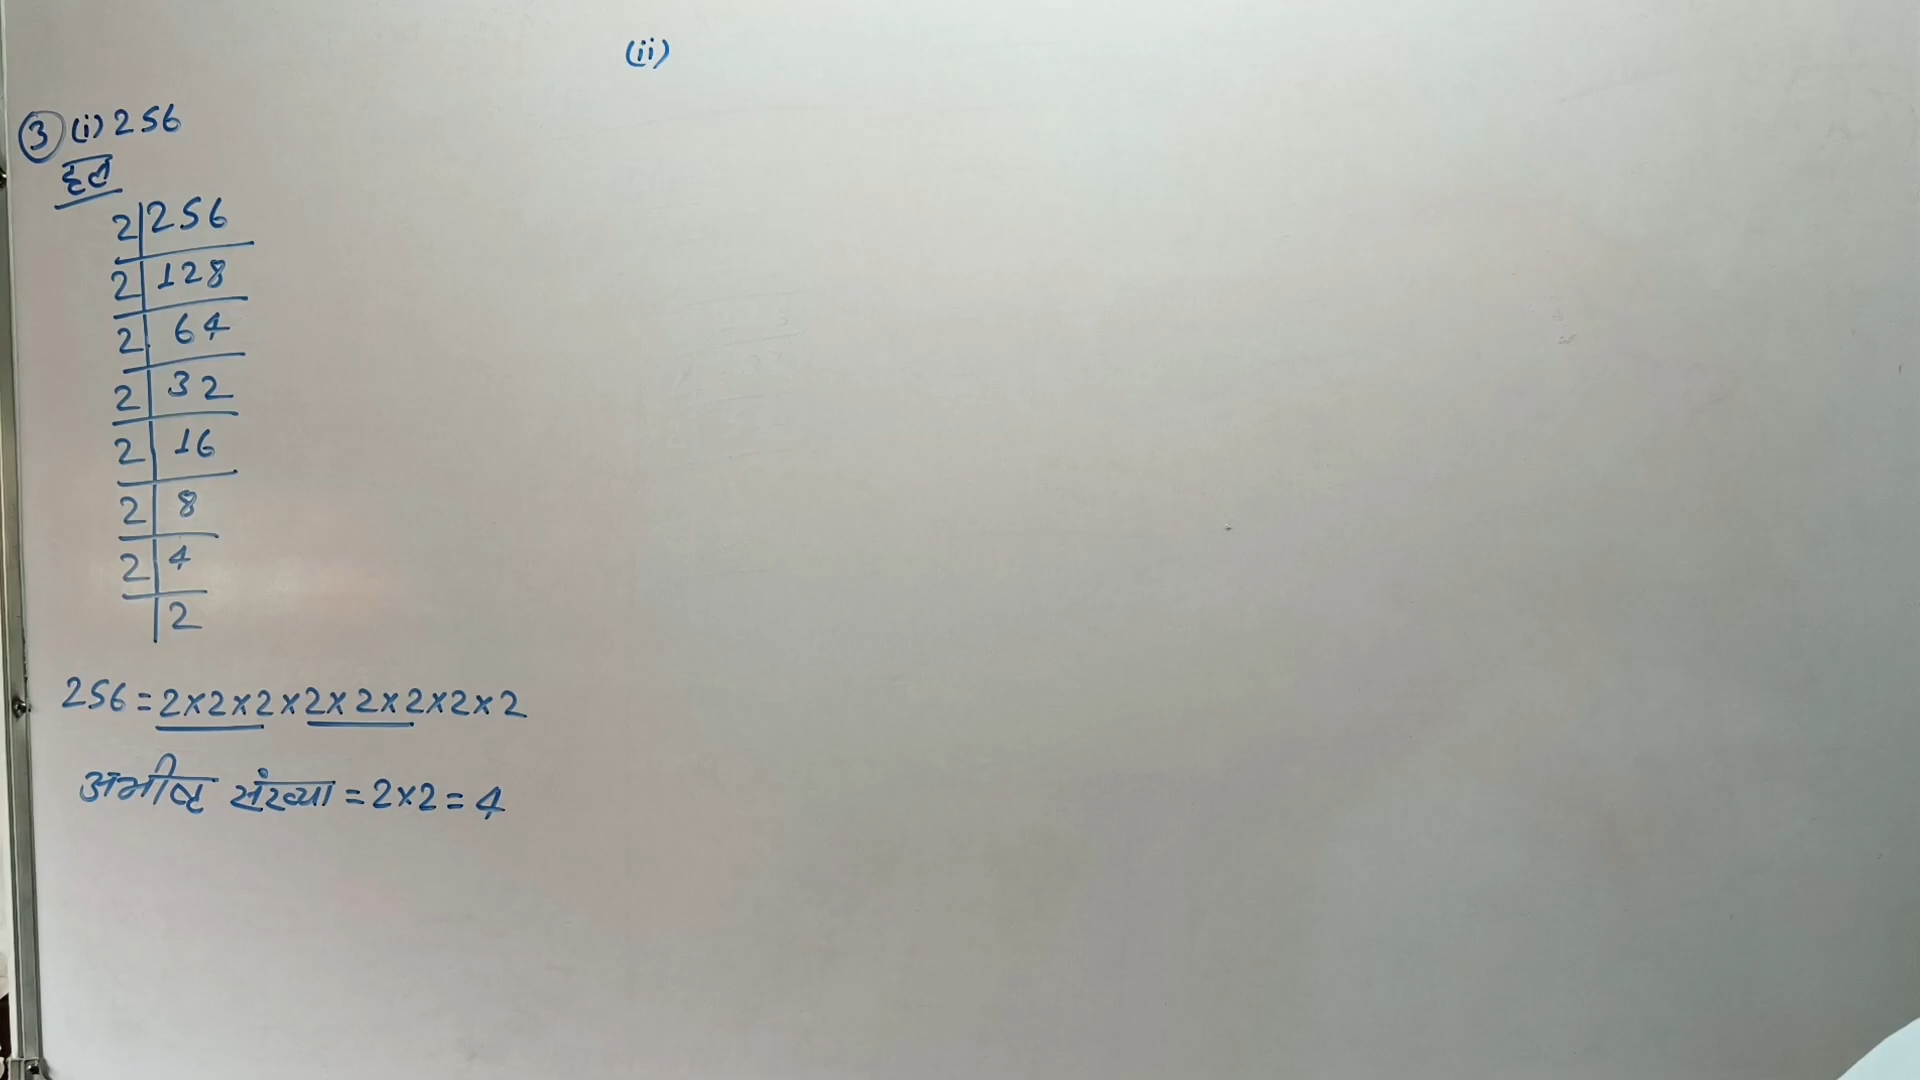 (ii)
3 (i) 256
हल
2 256
2 128
2 64
2 32
2 16
2 8
2 4
2
256 = 2×2×2×2×2×2×2×2
अभीष्ट संख्या = 2×2 = 4